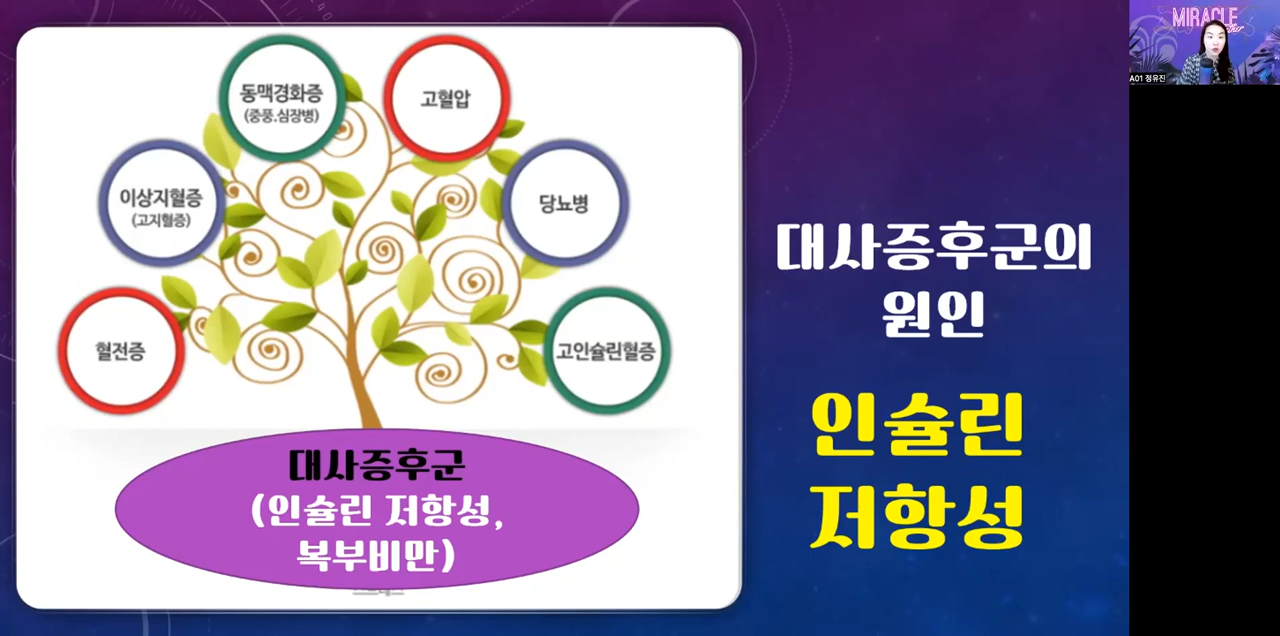 동맥경화증
(중풍.심장병)
고혈압
이상지혈증
(고지혈증)
당뇨병
혈전증
고인슐린혈증
대사증후군
(인슐린 저항성,
복부비만)
대사증후군의
원인
인슐린
저항성
MIRACLE
A01 정유진